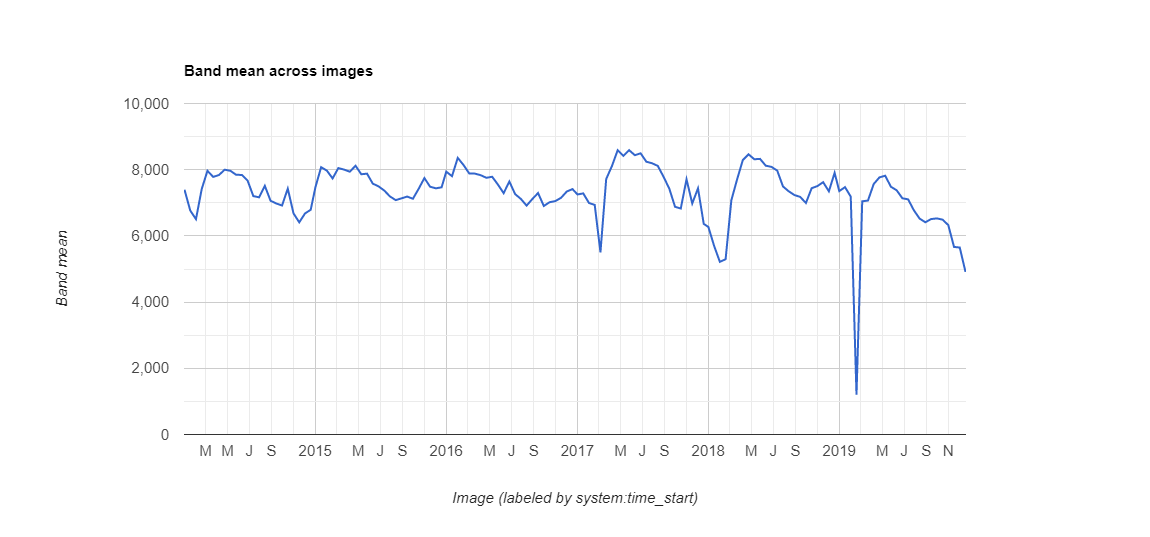 Band mean across images
10,000
8,000
6,000
4,000
2,000
0
Band mean
M M J S 2015 M J S 2016 M J S 2017 M J S 2018 M J S 2019 M J S N
Image (labeled by system:time_start)